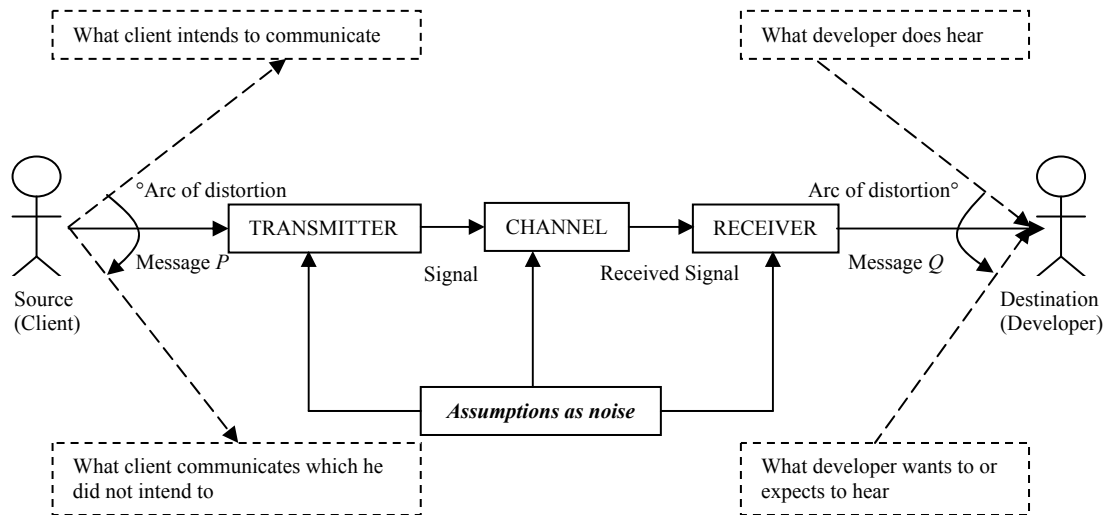 What client intends to communicate
What developer does hear
°Arc of distortion
Arc of distortion°
TRANSMITTER
CHANNEL
RECEIVER
Message P
Signal
Received Signal
Message Q
Source
(Client)
Destination
(Developer)
Assumptions as noise
What client communicates which he
did not intend to
What developer wants to or
expects to hear